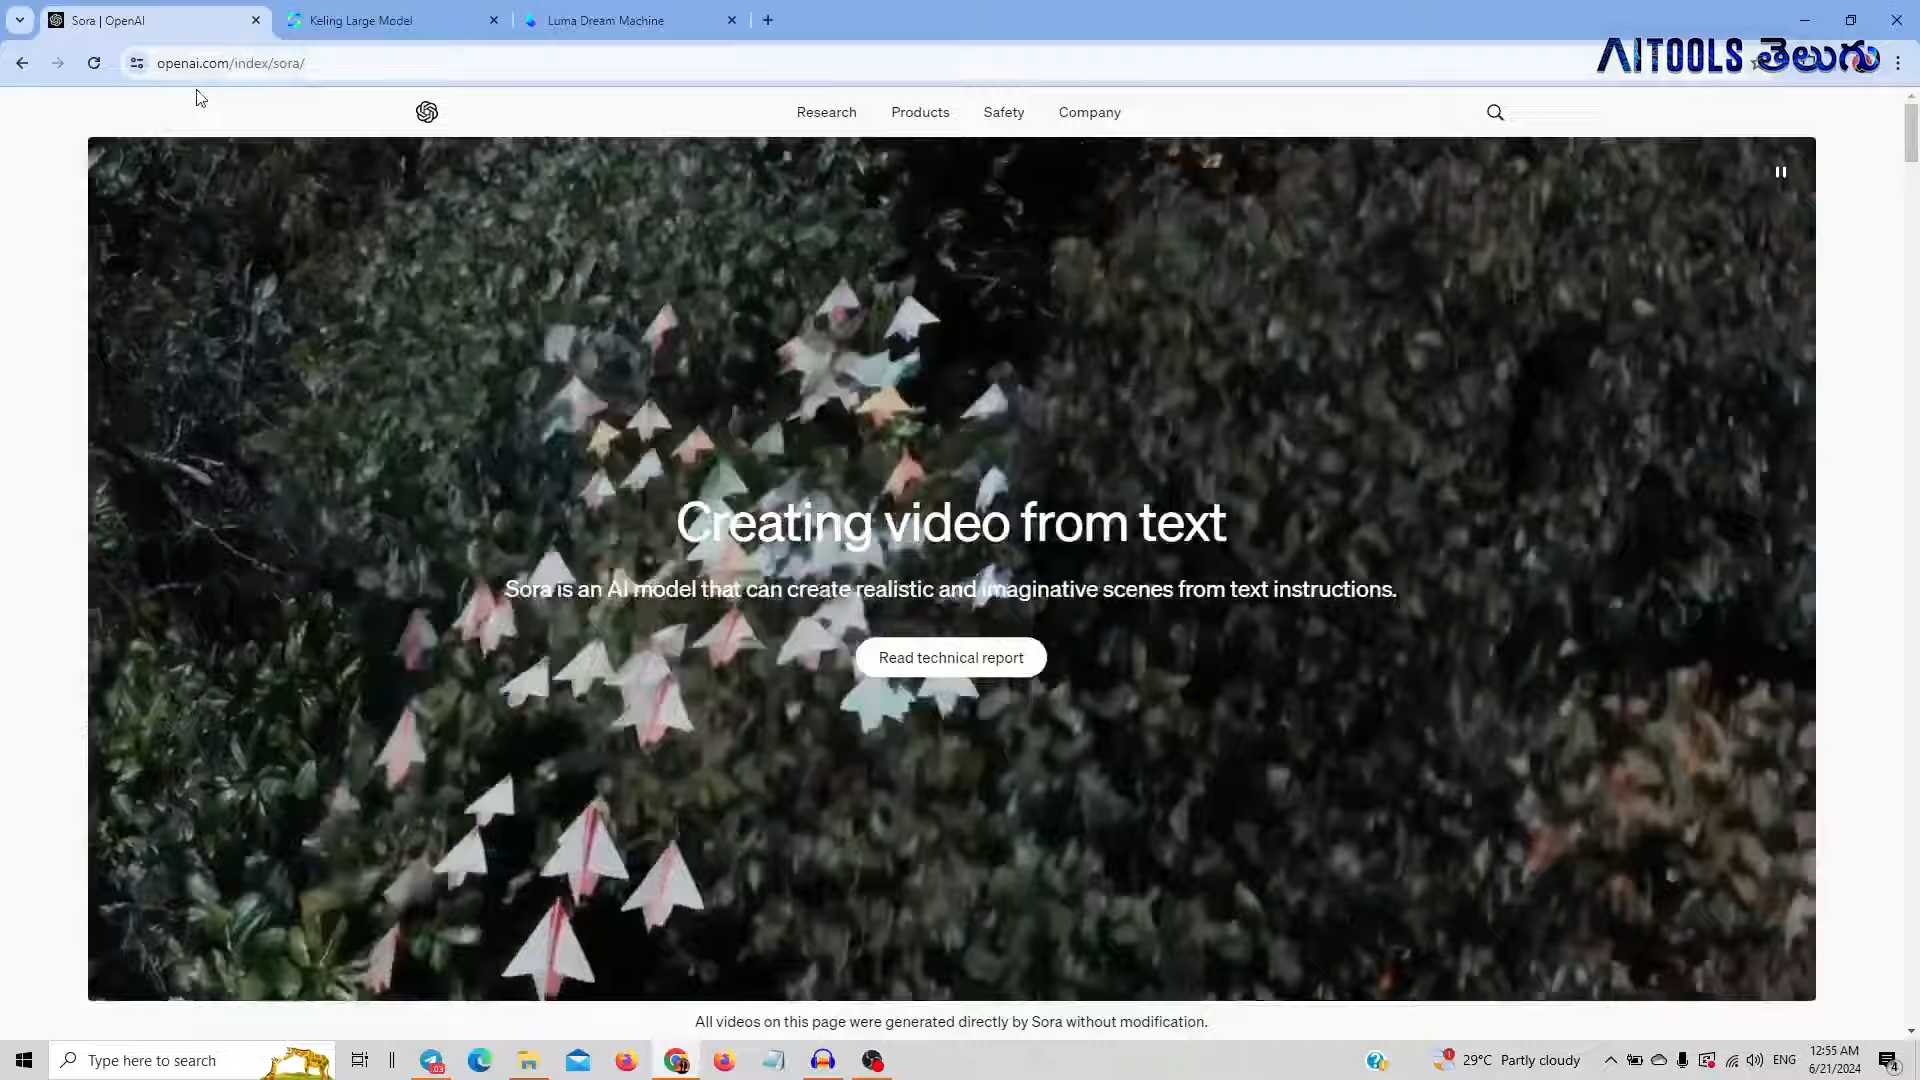 Sora | OpenAI
Keling Large Model
Luma Dream Machine
openai.com/index/sora/
AITOOLS తెలుగు
Research
Products
Safety
Company
Creating video from text
Sora is an AI model that can create realistic and imaginative scenes from text instructions.
Read technical report
All videos on this page were generated directly by Sora without modification.
Type here to search
.03
1
29°C Partly cloudy
ENG
12:55 AM
6/21/2024
4